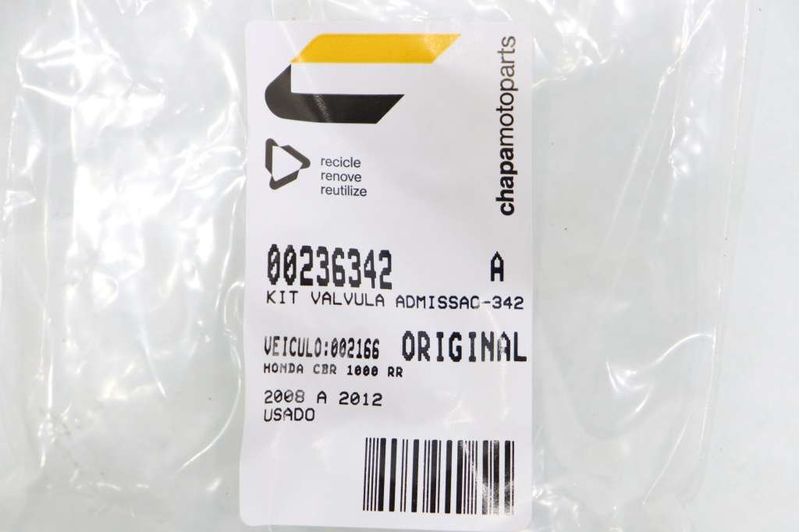 chapamotoparts
recicle
renove
reutilize
00236342 A
KIT VALVULA ADMISSAO-342
VEICULO:002166 ORIGINAL
HONDA CBR 1000 RR
2008 A 2012
USADO